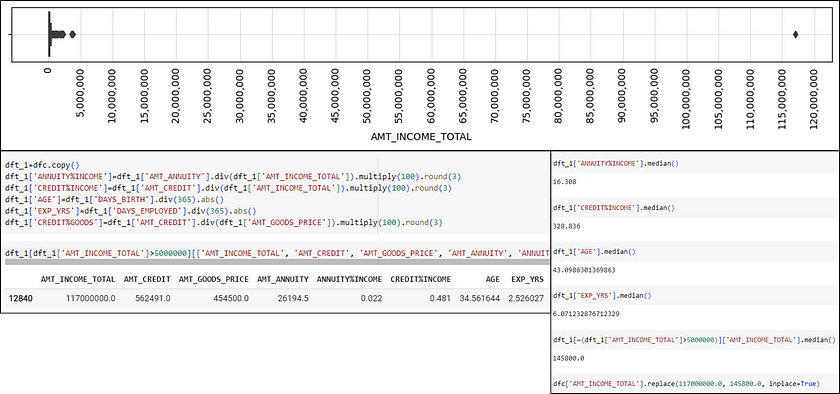 0
5,000,000
10,000,000
15,000,000
20,000,000
25,000,000
30,000,000
35,000,000
40,000,000
45,000,000
50,000,000
55,000,000
60,000,000
65,000,000
70,000,000
75,000,000
80,000,000
85,000,000
90,000,000
95,000,000
100,000,000
105,000,000
110,000,000
115,000,000
120,000,000
AMT_INCOME_TOTAL
dft_1=dfc.copy()
dft_1['ANNUITY%INCOME']=dft_1['AMT_ANNUITY'].div(dft_1['AMT_INCOME_TOTAL']).multiply(100).round(3)
dft_1['CREDIT%INCOME']=dft_1['AMT_CREDIT'].div(dft_1['AMT_INCOME_TOTAL']).multiply(100).round(3)
dft_1['AGE']=dft_1['DAYS_BIRTH'].div(365).abs()
dft_1['EXP_YRS']=dft_1['DAYS_EMPLOYED'].div(365).abs()
dft_1['CREDIT%GOODS']=dft_1['AMT_CREDIT'].div(dft_1['AMT_GOODS_PRICE']).multiply(100).round(3)
dft_1[dft_1['AMT_INCOME_TOTAL']>5000000][['AMT_INCOME_TOTAL', 'AMT_CREDIT', 'AMT_GOODS_PRICE', 'AMT_ANNUITY', 'ANNUIT
AMT_INCOME_TOTAL AMT_CREDIT AMT_GOODS_PRICE AMT_ANNUITY ANNUITY%INCOME CREDIT%INCOME AGE EXP_YRS
12840 117000000.0 562491.0 454500.0 26194.5 0.022 0.481 34.561644 2.526027
dft_1['ANNUITY%INCOME'].median()
16.308
dft_1['CREDIT%INCOME'].median()
328.836
dft_1['AGE'].median()
43.0986301369863
dft_1['EXP_YRS'].median()
6.071232876712329
dft_1[~(dft_1['AMT_INCOME_TOTAL']>5000000)]['AMT_INCOME_TOTAL'].median()
145800.0
dfc['AMT_INCOME_TOTAL'].replace(117000000.0, 145800.0, inplace=True)